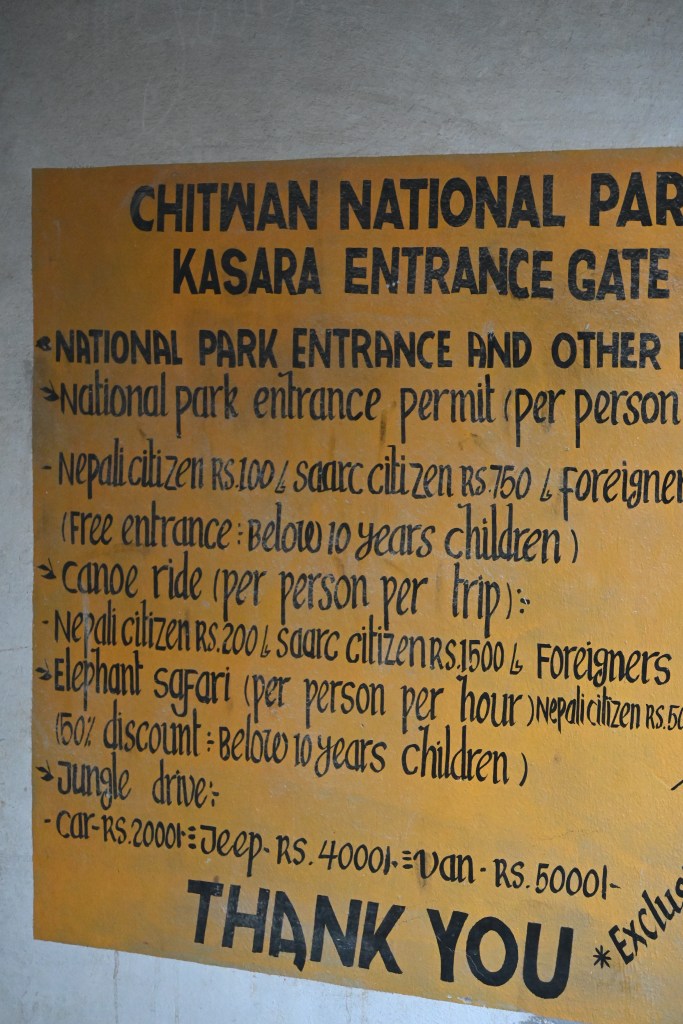 CHITWAN NATIONAL PAR
KASARA ENTRANCE GATE
NATIONAL PARK ENTRANCE AND OTHER
National park entrance permit (per person
- Nepali citizen RS.100/- saarc citizen RS.750/- foreigner
(Free entrance : Below 10 years children)
canoe ride (per person per trip):-
- Nepali citizen RS.200/- saarc citizen RS.1500/- Foreigners
Elephant safari (per person per hour) Nepali citizen RS.50
(50% discount : Below 10 years children)
Jungle drive:-
- car - RS.2000/- Jeep - RS. 4000/- van - RS. 5000/-
THANK YOU
*Exclus